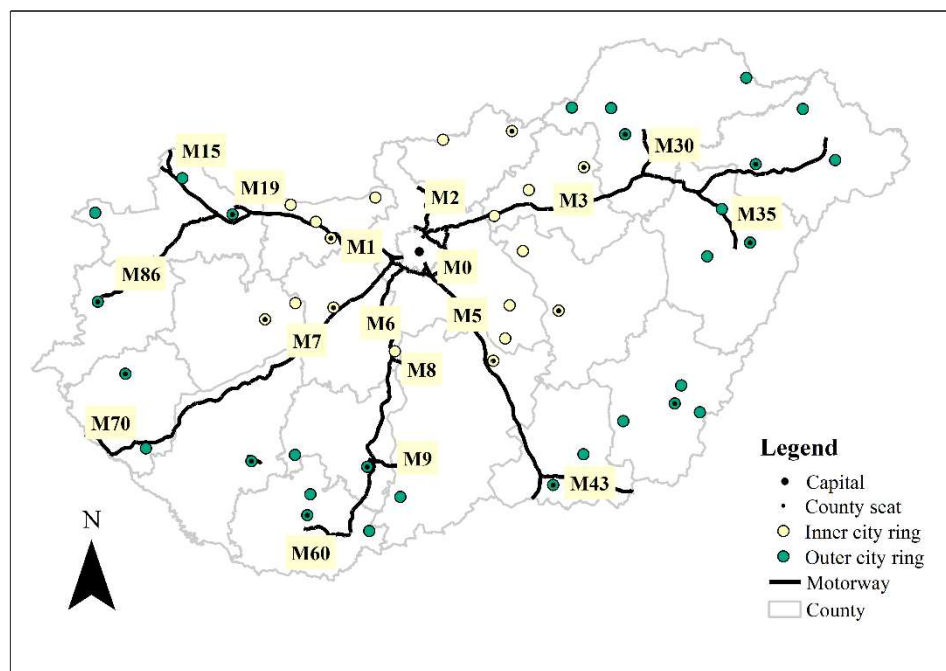 M15
M19
M30
M2
M3
M35
M1
M0
M86
M6
M5
M7
M8
M70
M9
M43
M60
N
Legend
Capital
County seat
Inner city ring
Outer city ring
Motorway
County